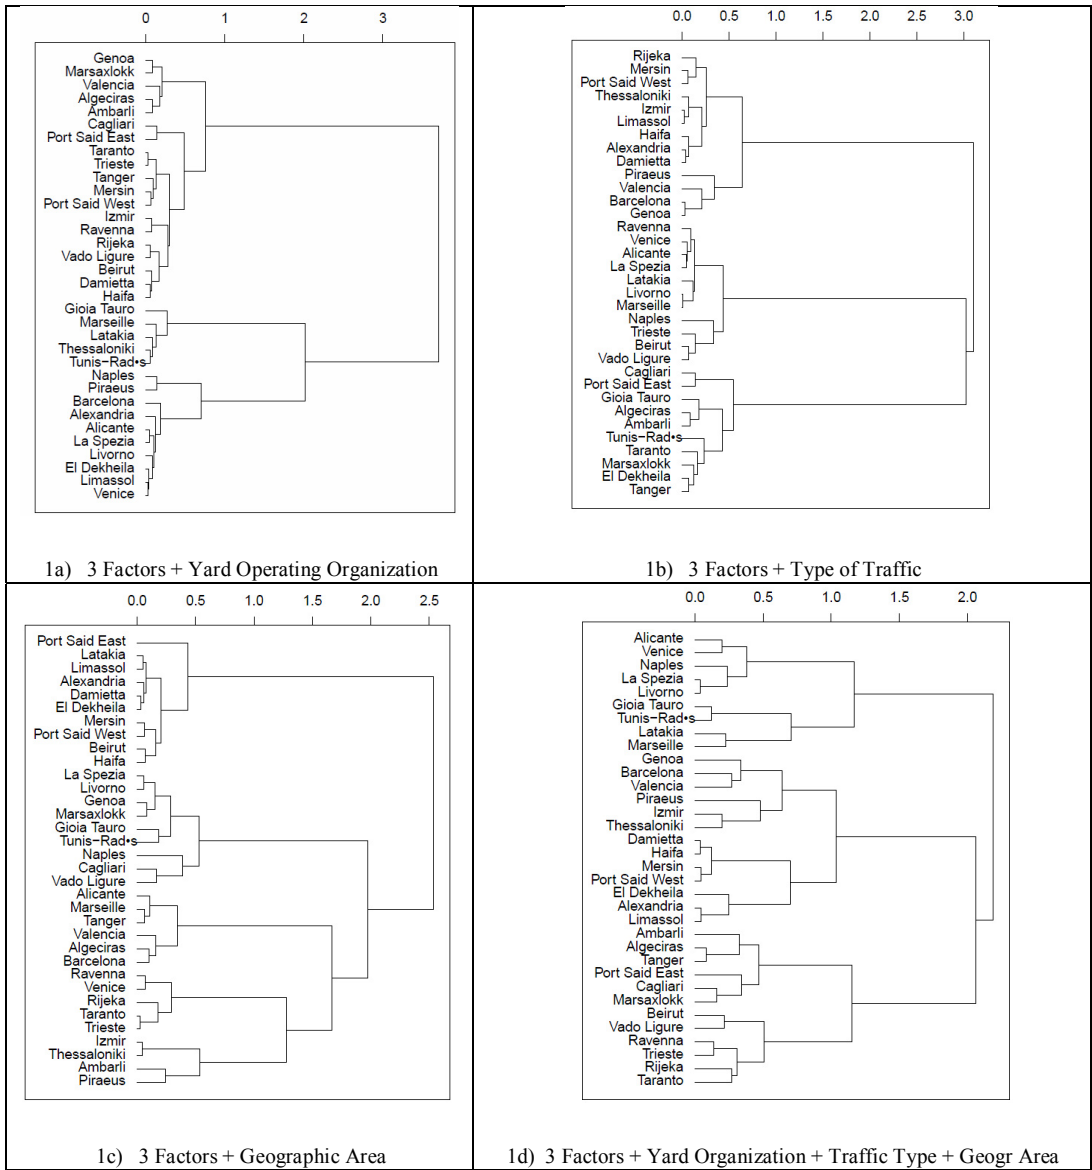 0 1 2 3
Genoa
Marsaxlokk
Valencia
Algeciras
Ambarli
Cagliari
Port Said East
Taranto
Trieste
Tanger
Mersin
Port Said West
Izmir
Ravenna
Rijeka
Vado Ligure
Beirut
Damietta
Haifa
Gioia Tauro
Marseille
Latakia
Thessaloniki
Tunis−Rad•s
Naples
Piraeus
Barcelona
Alexandria
Alicante
La Spezia
Livorno
El Dekheila
Limassol
Venice
1a) 3 Factors + Yard Operating Organization
0.0 0.5 1.0 1.5 2.0 2.5 3.0
Rijeka
Mersin
Port Said West
Thessaloniki
Izmir
Limassol
Haifa
Alexandria
Damietta
Piraeus
Valencia
Barcelona
Genoa
Ravenna
Venice
Alicante
La Spezia
Latakia
Livorno
Marseille
Naples
Trieste
Beirut
Vado Ligure
Cagliari
Port Said East
Gioia Tauro
Algeciras
Ambarli
Tunis−Rad•s
Taranto
Marsaxlokk
El Dekheila
Tanger
1b) 3 Factors + Type of Traffic
0.0 0.5 1.0 1.5 2.0 2.5
Port Said East
Latakia
Limassol
Alexandria
Damietta
El Dekheila
Mersin
Port Said West
Beirut
Haifa
La Spezia
Livorno
Genoa
Marsaxlokk
Gioia Tauro
Tunis−Rad•s
Naples
Cagliari
Vado Ligure
Alicante
Marseille
Tanger
Valencia
Algeciras
Barcelona
Ravenna
Venice
Rijeka
Taranto
Trieste
Izmir
Thessaloniki
Ambarli
Piraeus
1c) 3 Factors + Geographic Area
0.0 0.5 1.0 1.5 2.0
Alicante
Venice
Naples
La Spezia
Livorno
Gioia Tauro
Tunis−Rad•s
Latakia
Marseille
Genoa
Barcelona
Valencia
Piraeus
Izmir
Thessaloniki
Damietta
Haifa
Mersin
Port Said West
El Dekheila
Alexandria
Limassol
Ambarli
Algeciras
Tanger
Port Said East
Cagliari
Marsaxlokk
Beirut
Vado Ligure
Ravenna
Trieste
Rijeka
Taranto
1d) 3 Factors + Yard Organization + Traffic Type + Geogr Area